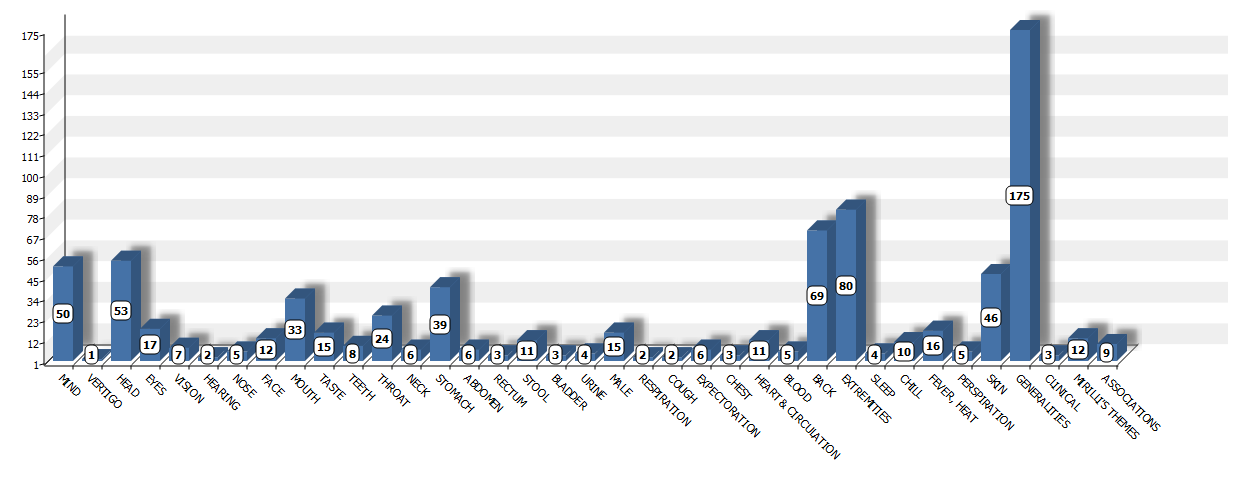 175
155
144
133
122
111
100
89
78
67
56
45
34
23
12
1
50
1
53
17
7
2
5
12
33
15
8
24
6
39
6
3
11
3
4
15
2
2
6
3
11
5
69
80
4
10
16
5
46
175
3
12
9
MIND
VERTIGO
HEAD
EYES
VISION
HEARING
NOSE
FACE
MOUTH
TASTE
TEETH
THROAT
NECK
STOMACH
ABDOMEN
RECTUM
STOOL
BLADDER
URINE
MALE
RESPIRATION
COUGH
EXPECTORATION
CHEST
HEART & CIRCULATION
BLOOD
BACK
EXTREMITIES
SLEEP
CHILL
FEVER, HEAT
PERSPIRATION
SKIN
GENERALITIES
CLINICAL
MIRILLI'S THEMES
ASSOCIATIONS